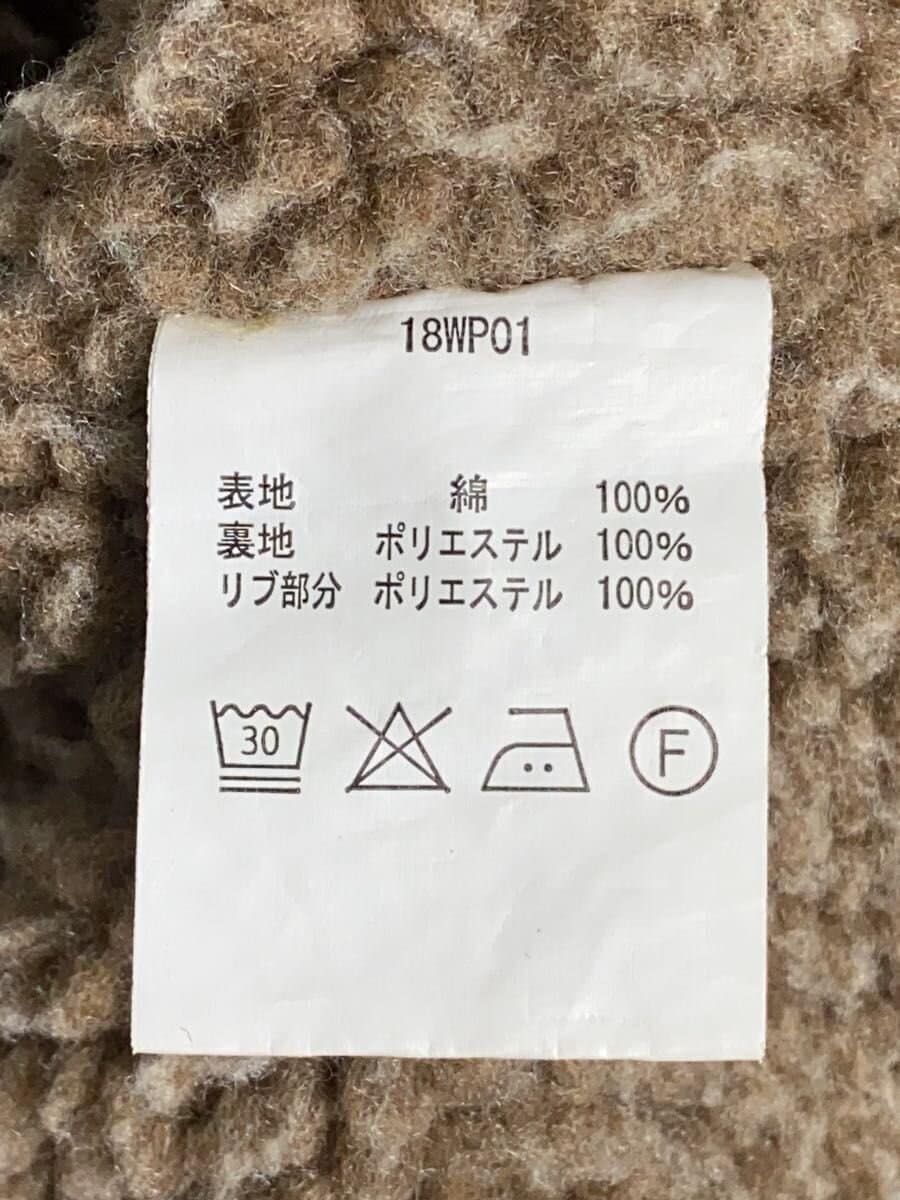 18WP01
表地 綿 100%
裏地 ポリエステル 100%
リブ部分 ポリエステル 100%
30 F